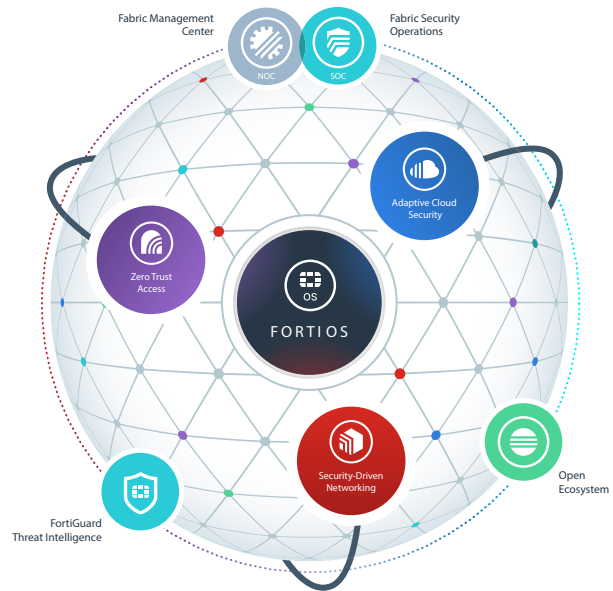 Fabric Management
Center
NOC
SOC
Fabric Security
Operations
Adaptive Cloud
Security
Zero Trust
Access
OS
FORTIOS
Security-Driven
Networking
Open
Ecosystem
FortiGuard
Threat Intelligence